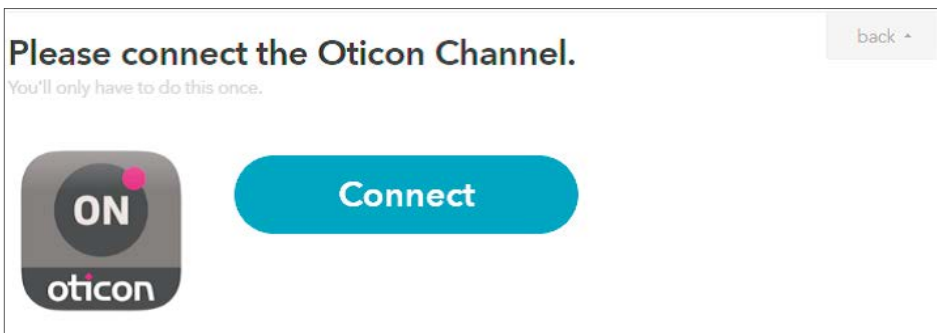 back
Please connect the Oticon Channel.
You'll only have to do this once.
Connect
ON
oticon